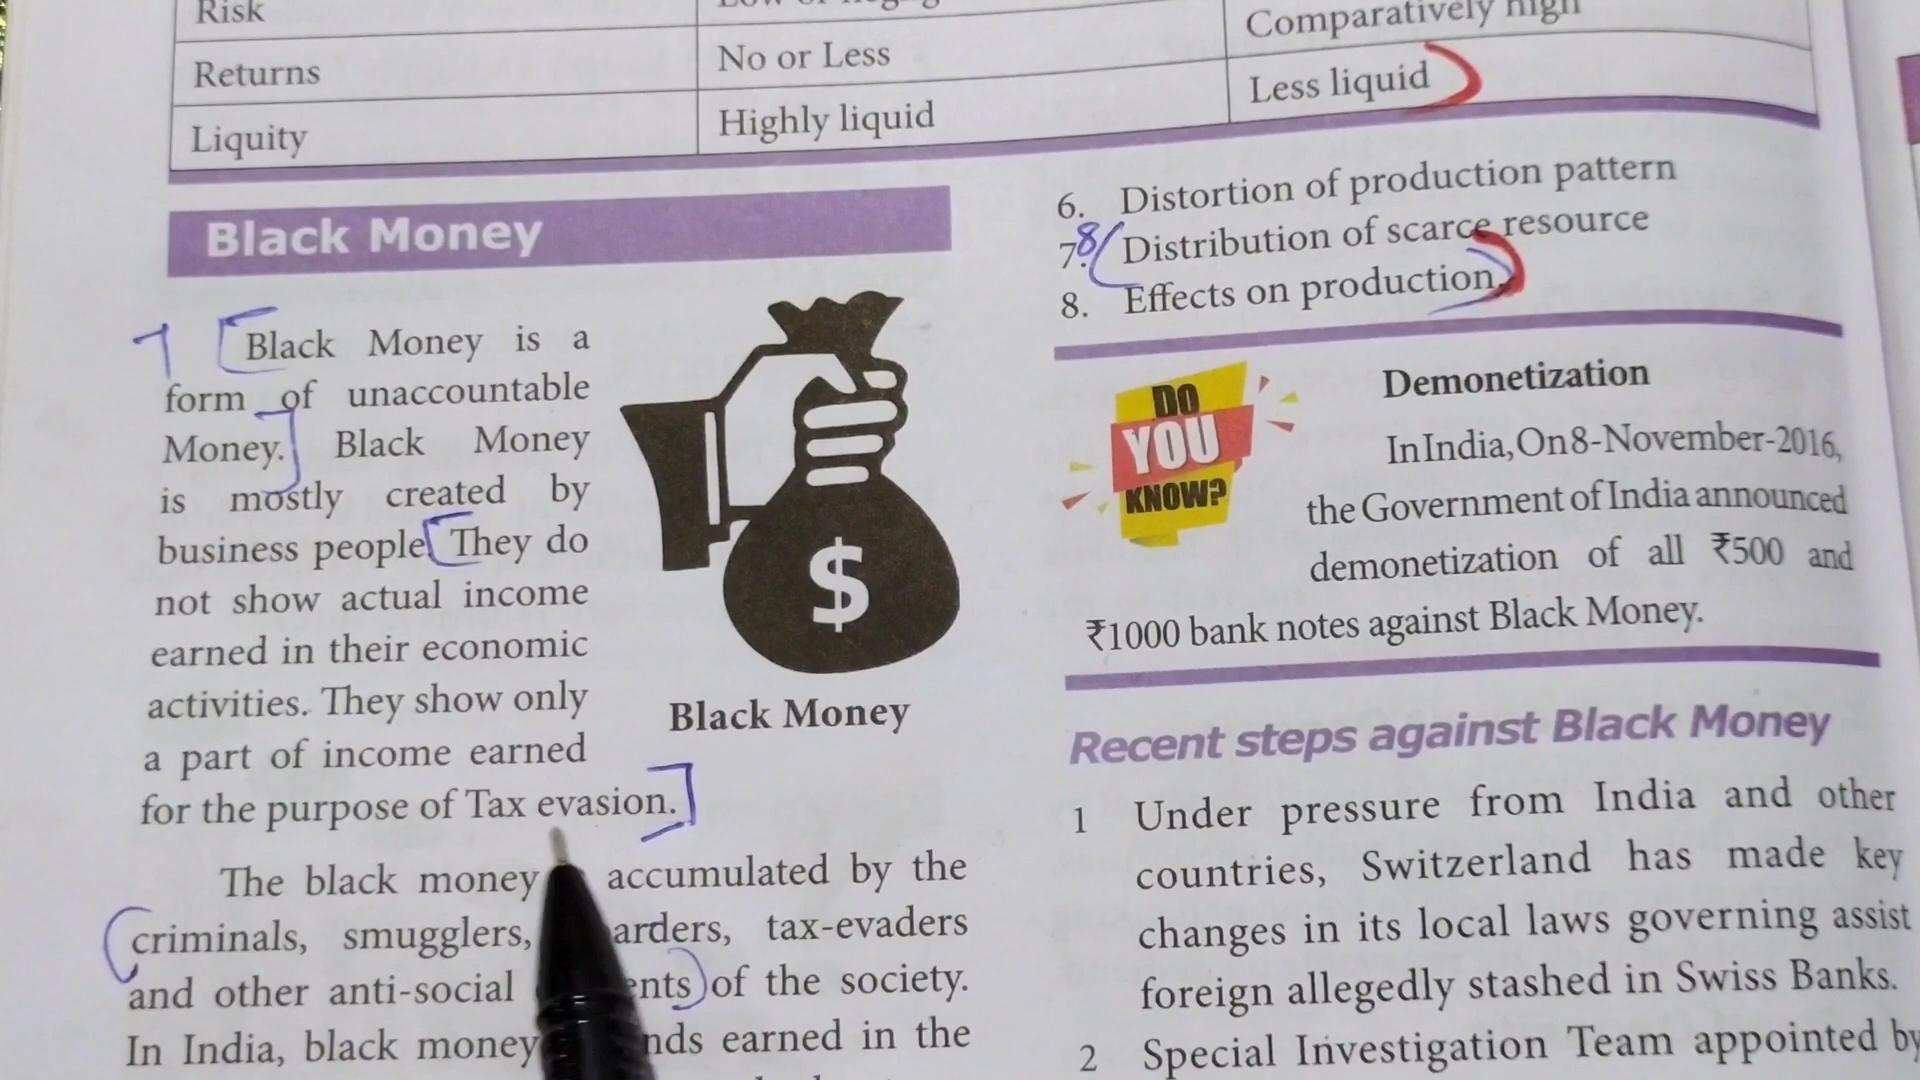 Risk
Comparatively high
Returns
No or Less
Less liquid
Liquity
Highly liquid
Black Money
Black Money is a
form of unaccountable
Money. Black Money
is mostly created by
business people. They do
not show actual income
earned in their economic
activities. They show only
a part of income earned
for the purpose of Tax evasion.
$
Black Money
The black money accumulated by the
criminals, smugglers, tax-evaders
and other anti-social of the society.
In India, black money earned in the
7
6. Distortion of production pattern
7. 8 Distribution of scarce resource
8. Effects on production
DO
YOU
KNOW?
Demonetization
In India, On 8-November-2016,
the Government of India announced
demonetization of all ₹500 and
₹1000 bank notes against Black Money.
Recent steps against Black Money
1 Under pressure from India and other
countries, Switzerland has made key
changes in its local laws governing assist
foreign allegedly stashed in Swiss Banks.
2 Special Investigation Team appointed by